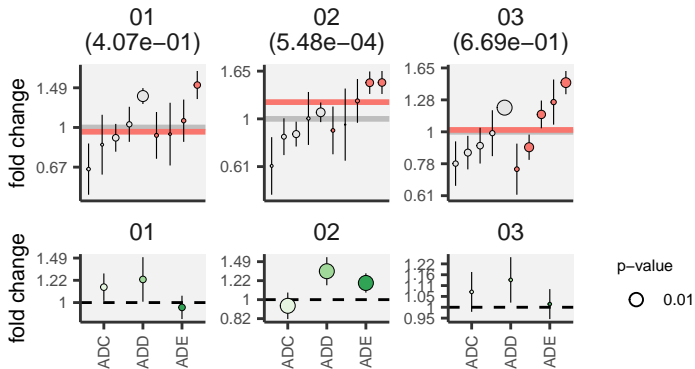 01
(4.07e−01)
02
(5.48e−04)
03
(6.69e−01)
fold change
1.49
1
0.67
1.65
1
0.61
1.65
1.28
1
0.78
0.61
01
02
03
fold change
1.49
1.22
1
1.49
1.22
1
0.82
1.22
1.16
1.11
1.05
1
0.95
ADC
ADD
ADE
ADC
ADD
ADE
ADC
ADD
ADE
p−value
0.01